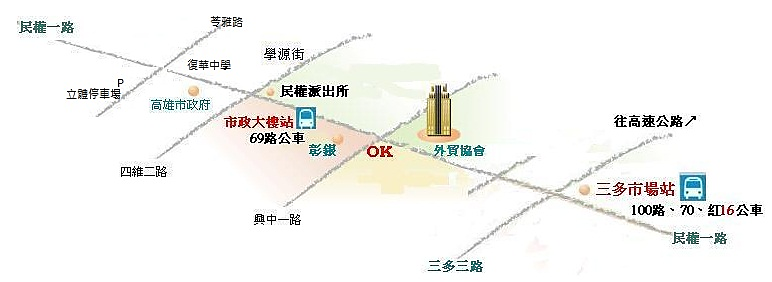 苓雅路
民權一路
學源街
復華中學
P
立體停車場
高雄市政府
民權派出所
市政大樓站
69路公車
彰銀
OK
外貿協會
往高速公路↗
四維二路
三多市場站
100路、70、紅16公車
興中一路
民權一路
三多三路